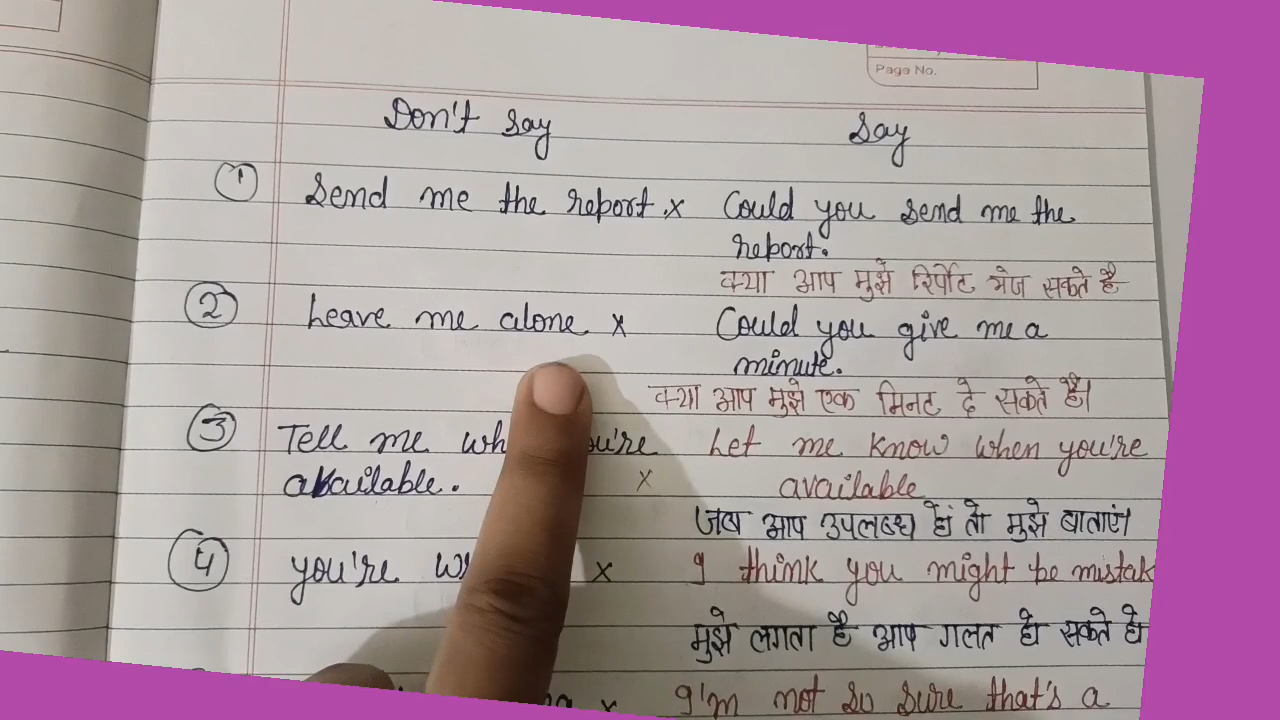 Page No.
Don't say Say
① Send me the report. x Could you send me the
report.
क्या आप मुझे रिर्पोट भेज सकते है
② Leave me alone x Could you give me a
minute.
क्या आप मुझे एक मिनट दे सकते है।
③ Tell me you're Let me know when you're
available. x available
जब आप उपलब्ध हों तो मुझे बाताएं।
④ you're x I think you might be
मुझे लगता है आप गलत हो सकते हो
x I'm not so sure that's a